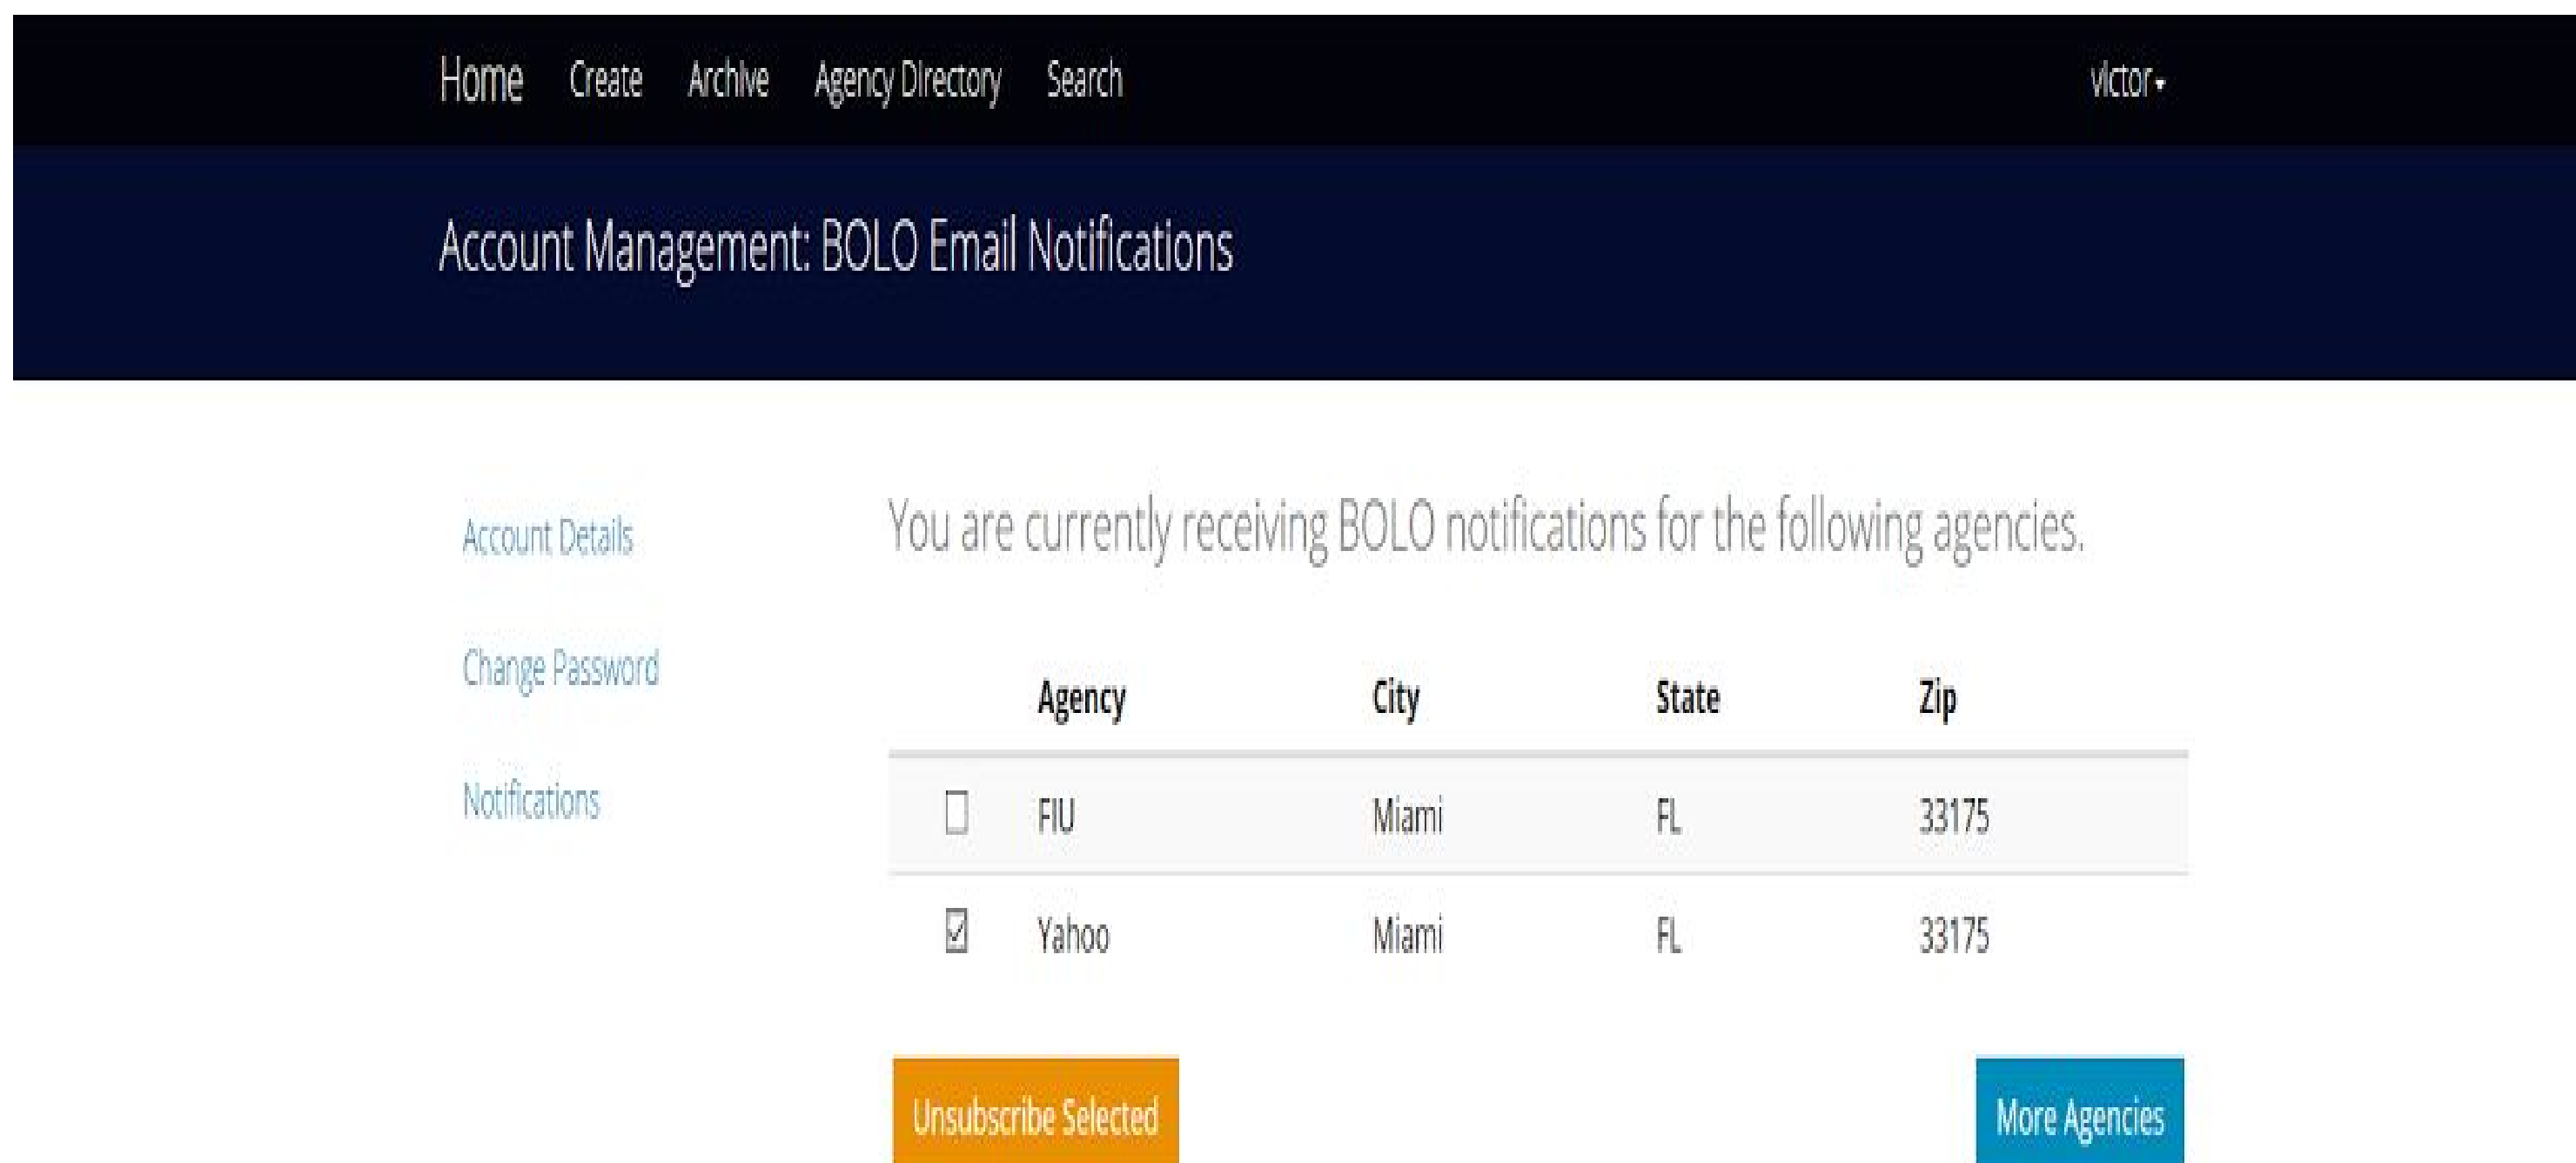 Home Create Archive Agency Directory Search victor
Account Management: BOLO Email Notifications
Account Details
Change Password
Notifications
You are currently receiving BOLO notifications for the following agencies.
Agency City State Zip
FIU Miami FL 33175
Yahoo Miami FL 33175
Unsubscribe Selected More Agencies